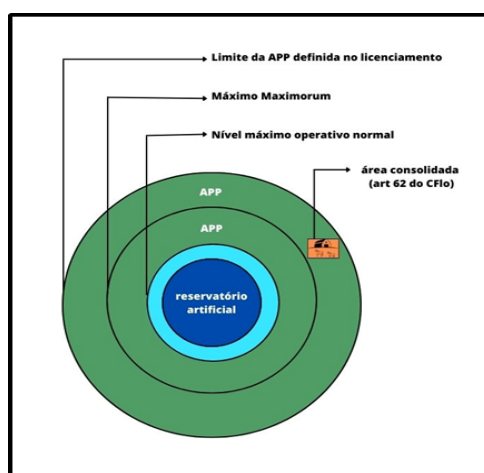 Limite da APP definida no licenciamento
Máximo Maximorum
Nível máximo operativo normal
área consolidada
(art 62 do CFlo)
APP
APP
reservatório
artificial